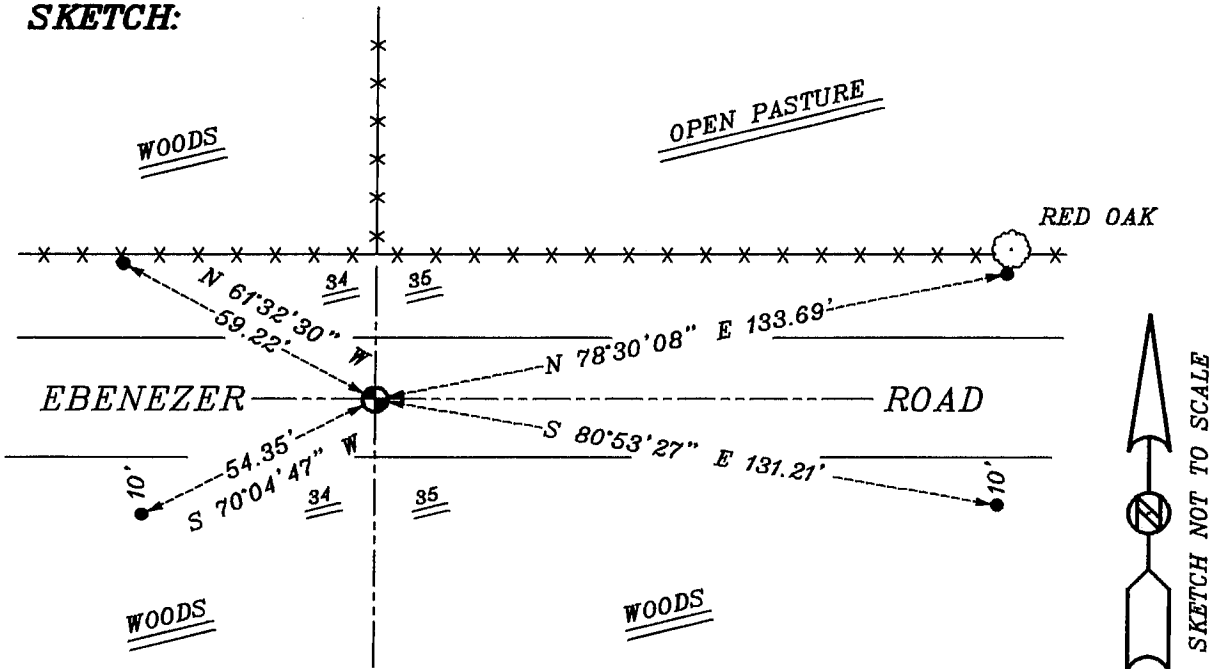 SKETCH:
WOODS
OPEN PASTURE
RED OAK
34 35
N 61°32'30" W
59.22'
N 78°30'08" E 133.69'
EBENEZER ROAD
S 80°53'27" E 131.21'
54.35'
S 70°04'47" W
10'
10'
34 35
WOODS
WOODS
N
SKETCH NOT TO SCALE